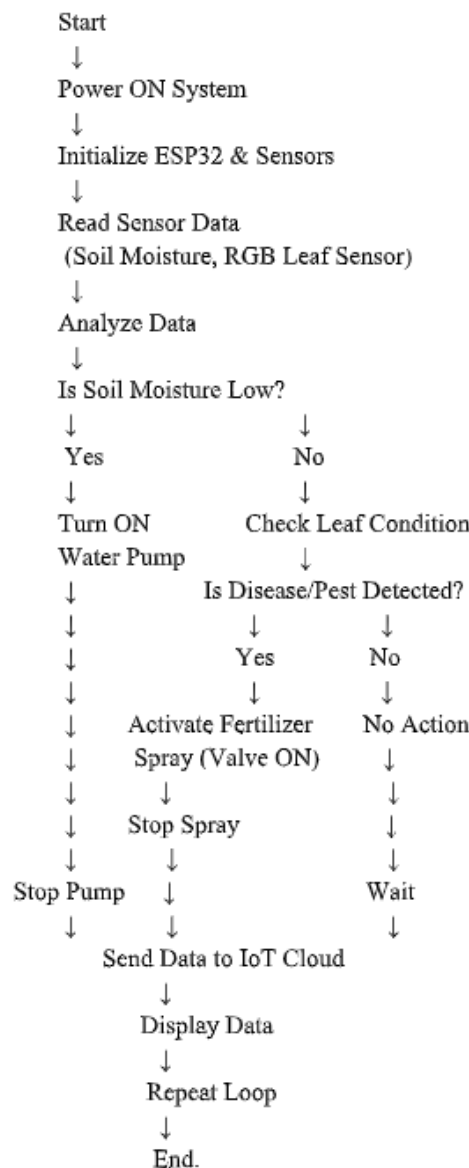 Start
↓
Power ON System
↓
Initialize ESP32 & Sensors
↓
Read Sensor Data
(Soil Moisture, RGB Leaf Sensor)
↓
Analyze Data
↓
Is Soil Moisture Low?
↓ ↓
Yes No
↓ ↓
Turn ON Check Leaf Condition
Water Pump ↓
↓ Is Disease/Pest Detected?
↓ ↓ ↓
↓ Yes No
↓ ↓ ↓
↓ Activate Fertilizer No Action
↓ Spray (Valve ON) ↓
↓ ↓ ↓
↓ Stop Spray ↓
↓ ↓ ↓
Stop Pump ↓ Wait
↓ ↓ ↓
Send Data to IoT Cloud
↓
Display Data
↓
Repeat Loop
↓
End.